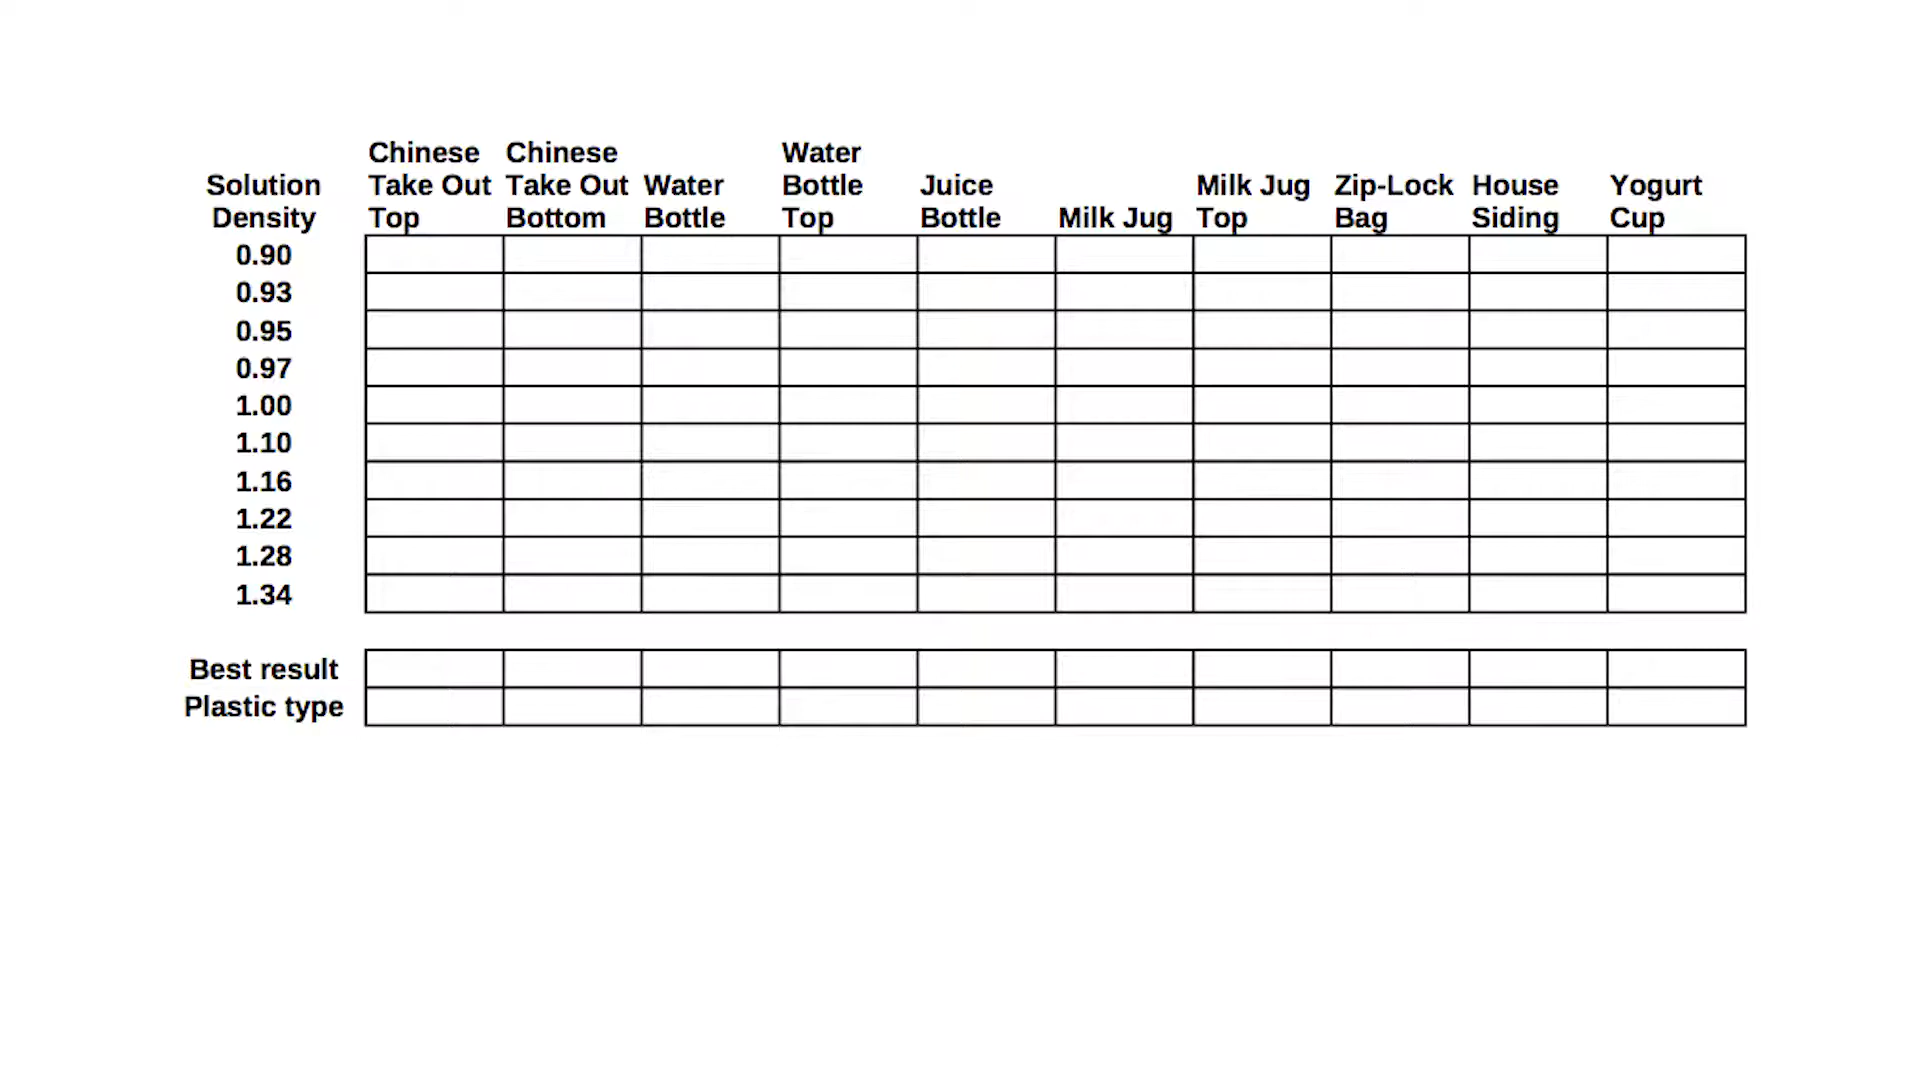 Chinese Chinese Water
Solution Take Out Take Out Water Bottle Juice Milk Jug Zip-Lock House Yogurt
Density Top Bottom Bottle Top Bottle Milk Jug Top Bag Siding Cup
0.90
0.93
0.95
0.97
1.00
1.10
1.16
1.22
1.28
1.34
Best result
Plastic type